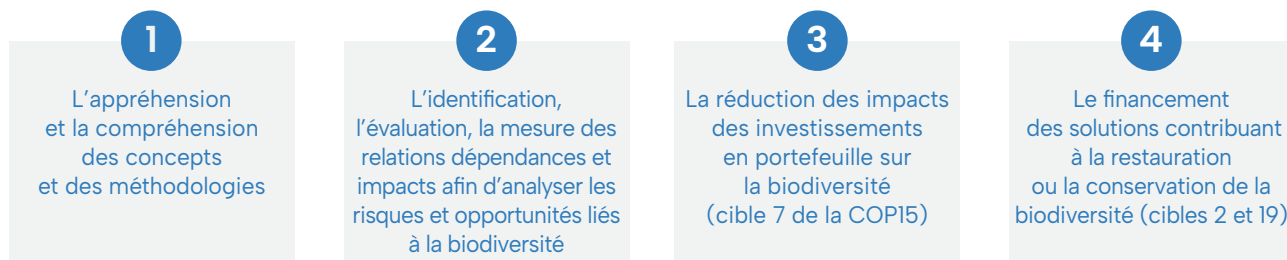 1
L’appréhension
et la compréhension
des concepts
et des méthodologies
2
L’identification,
l’évaluation, la mesure des
relations dépendances et
impacts afin d’analyser les
risques et opportunités liés
à la biodiversité
3
La réduction des impacts
des investissements
en portefeuille sur
la biodiversité
(cible 7 de la COP15)
4
Le financement
des solutions contribuant
à la restauration
ou la conservation de la
biodiversité (cibles 2 et 19)